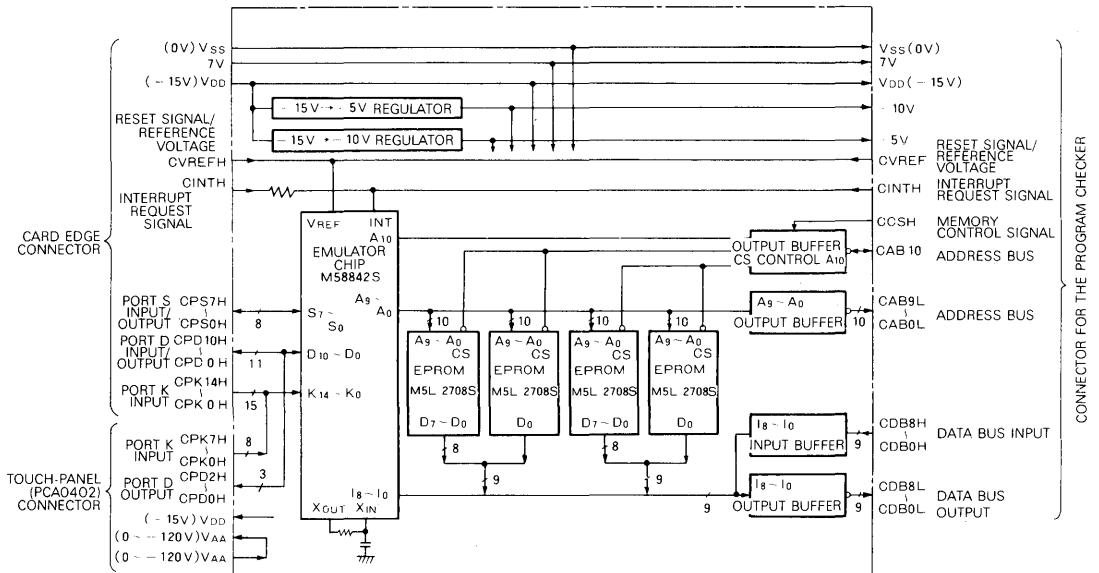 CARD EDGE
CONNECTOR
(0V) VSS
7V
(-15V) VDD
RESET SIGNAL/
REFERENCE
VOLTAGE
CVREFH
CINTH
INTERRUPT
REQUEST
SIGNAL
PORT S
INPUT/
OUTPUT
CPS7H
CPS0H
8
PORT D
INPUT/
OUTPUT
CPD10H
CPD0H
11
PORT K
INPUT
CPK14H
CPK0H
15
TOUCH-PANEL
(PCA0402)
CONNECTOR
PORT K
INPUT
CPK7H
CPK0H
8
PORT D
OUTPUT
CPD2H
CPD0H
3
(-15V) VDD
(0~-120V) VAA
(0~-120V) VAA
-15V→-5V REGULATOR
-15V→-10V REGULATOR
VREF
INT
A10
EMULATOR
CHIP
M58842S
A9~
A0
S7~
S0
D10~D0
K14~K0
I8~I0
XOUT
XIN
10
10
10
10
A9~A0
CS
EPROM
M5L 2708S
D7~D0
8
A9~A0
CS
EPROM
M5L 2708S
D0
9
A9~A0
CS
EPROM
M5L 2708S
D7~D0
8
A9~A0
CS
EPROM
M5L 2708S
D0
9
OUTPUT BUFFER
CS CONTROL A10
A9~A0
OUTPUT BUFFER
10
I8~I0
INPUT BUFFER
9
9
I8~I0
OUTPUT BUFFER
9
VSS(0V)
7V
VDD(-15V)
-10V
-5V
CVREF
RESET SIGNAL/
REFERENCE
VOLTAGE
CINTH
INTERRUPT
REQUEST SIGNAL
CCSH
MEMORY
CONTROL SIGNAL
CAB10
ADDRESS BUS
CAB9L
CAB0L
ADDRESS BUS
CDB8H
CDB0H
DATA BUS INPUT
CDB8L
CDB0L
DATA BUS
OUTPUT
CONNECTOR FOR THE PROGRAM CHECKER